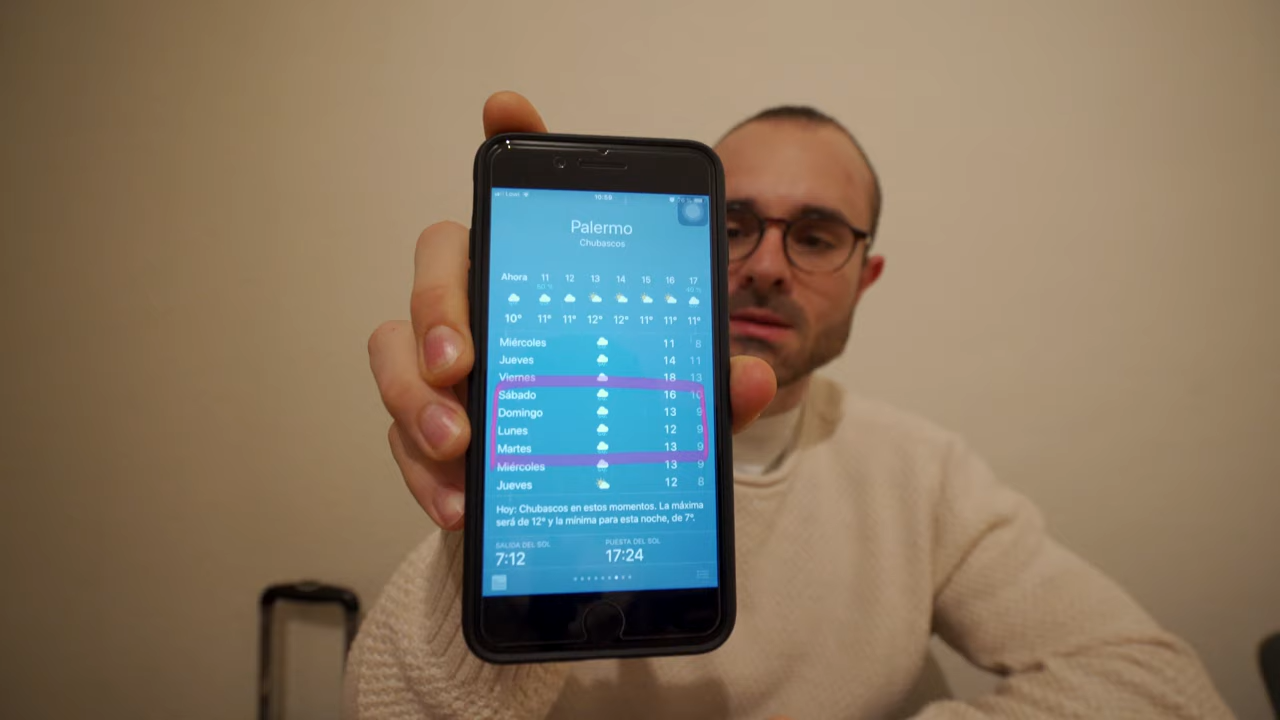 10:58
Palermo
Chubascos
Ahora 11 12 13 14 15 16 17
10° 11° 11° 12° 12° 11° 11° 11°
Miércoles 11 8
Jueves 14 11
Viernes 18 13
Sábado 16 10
Domingo 13 9
Lunes 12 9
Martes 13 9
Miércoles 13 9
Jueves 12 8
Hoy: Chubascos en estos momentos. La máxima
será de 12° y la mínima para esta noche, de 7°.
SALIDA DEL SOL PUESTA DEL SOL
7:12 17:24